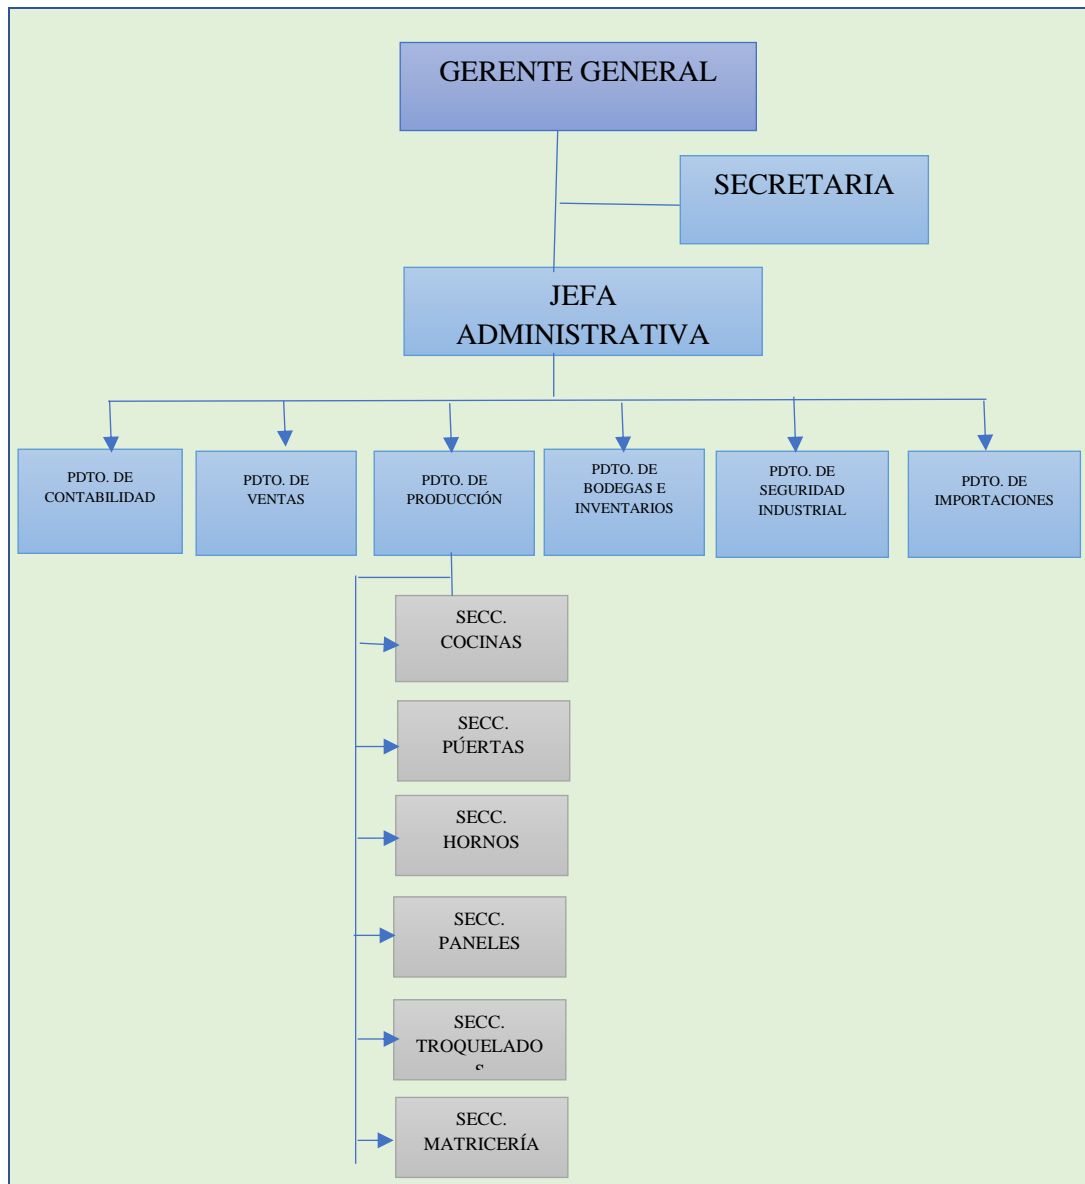 GERENTE GENERAL
SECRETARIA
JEFA
ADMINISTRATIVA
PDTO. DE
CONTABILIDAD
PDTO. DE
VENTAS
PDTO. DE
PRODUCCIÓN
PDTO. DE
BODEGAS E
INVENTARIOS
PDTO. DE
SEGURIDAD
INDUSTRIAL
PDTO. DE
IMPORTACIONES
SECC.
COCINAS
SECC.
PÚERTAS
SECC.
HORNOS
SECC.
PANELES
SECC.
TROQUELADO
S
SECC.
MATRICERÍA